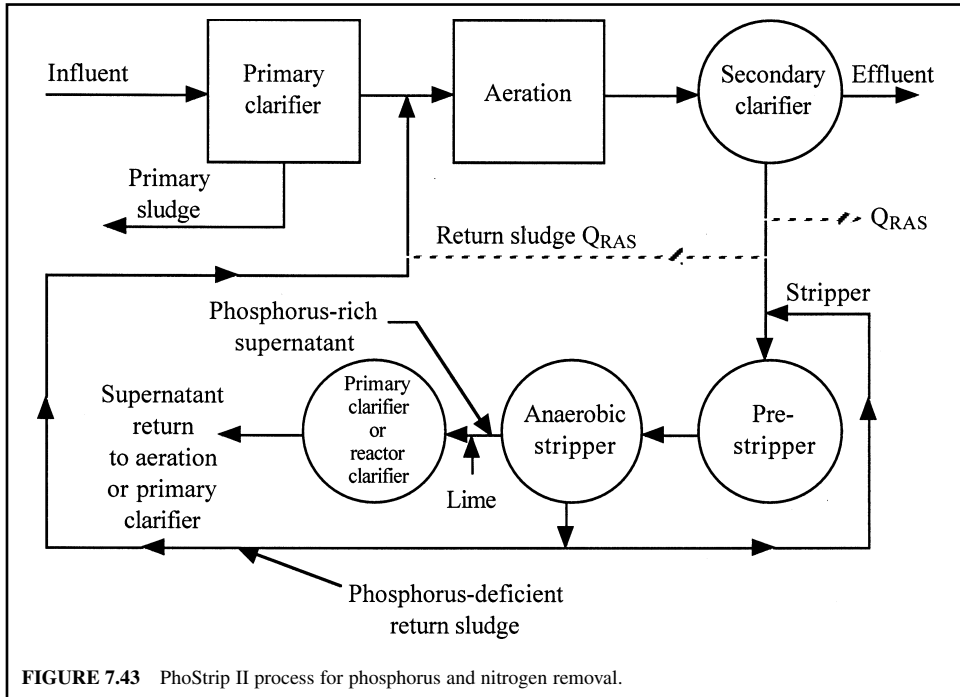 Influent
Primary
clarifier
Aeration
Secondary
clarifier
Effluent
Primary
sludge
Q_RAS
Return sludge Q_RAS
Stripper
Phosphorus-rich
supernatant
Supernatant
return
to aeration
or primary
clarifier
Primary
clarifier
or
reactor
clarifier
Lime
Anaerobic
stripper
Pre-
stripper
Phosphorus-deficient
return sludge
FIGURE 7.43 PhoStrip II process for phosphorus and nitrogen removal.